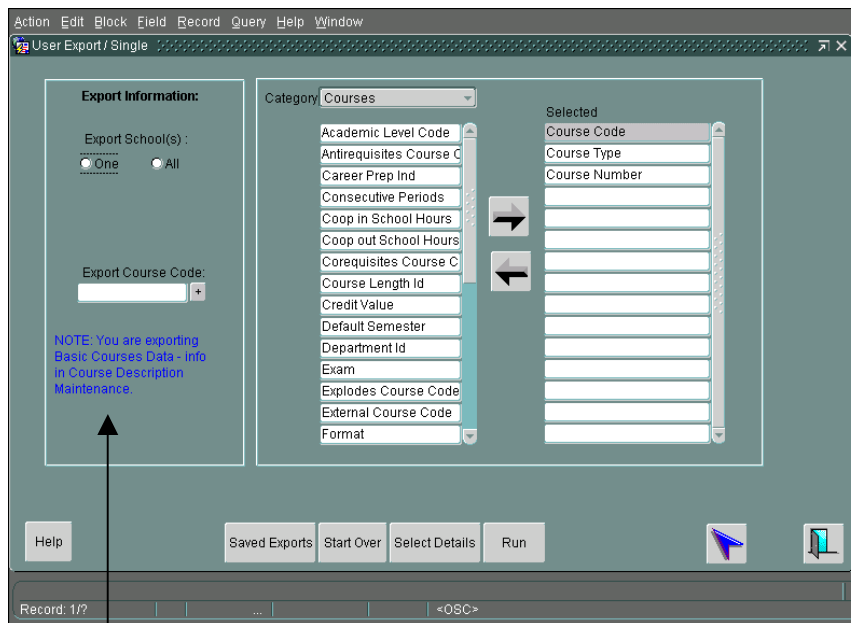 Action Edit Block Field Record Query Help Window
User Export / Single
Export Information:
Export School(s) :
One All
Export Course Code:
+
NOTE: You are exporting
Basic Courses Data - info
in Course Description
Maintenance.
Category Courses
Academic Level Code
Antirequisites Course C
Career Prep Ind
Consecutive Periods
Coop in School Hours
Coop out School Hours
Corequisites Course C
Course Length Id
Credit Value
Default Semester
Department Id
Exam
Explodes Course Code
External Course Code
Format
Selected
Course Code
Course Type
Course Number
Help
Saved Exports Start Over Select Details Run
Record: 1/? ... <OSC>